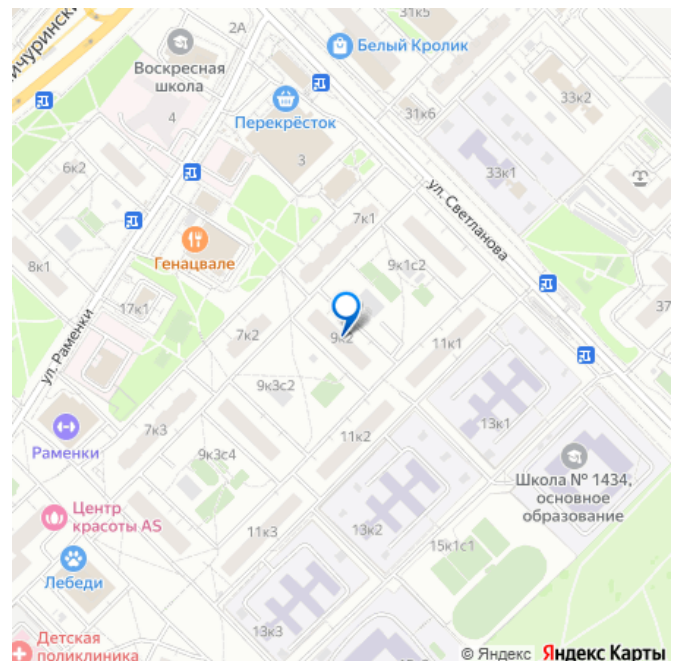 31к5
2А
Мичурински
Белый Кролик
Воскресная
школа
33к2
Перекрёсток
31к6
4
3
6к2
33к1
ул. Светланова
7к1
Генацвале
9к1с2
8к1
17к1
37
ул. Раменки
7к2
9к2
11к1
9к3с2
13к1
Раменки
7к3
11к2
9к3с4
Школа № 1434,
основное
образование
Центр
красоты AS
11к3
13к2
15к1с1
Лебеди
13к3
Детская
поликлиника
© Яндекс Яндекс Карты